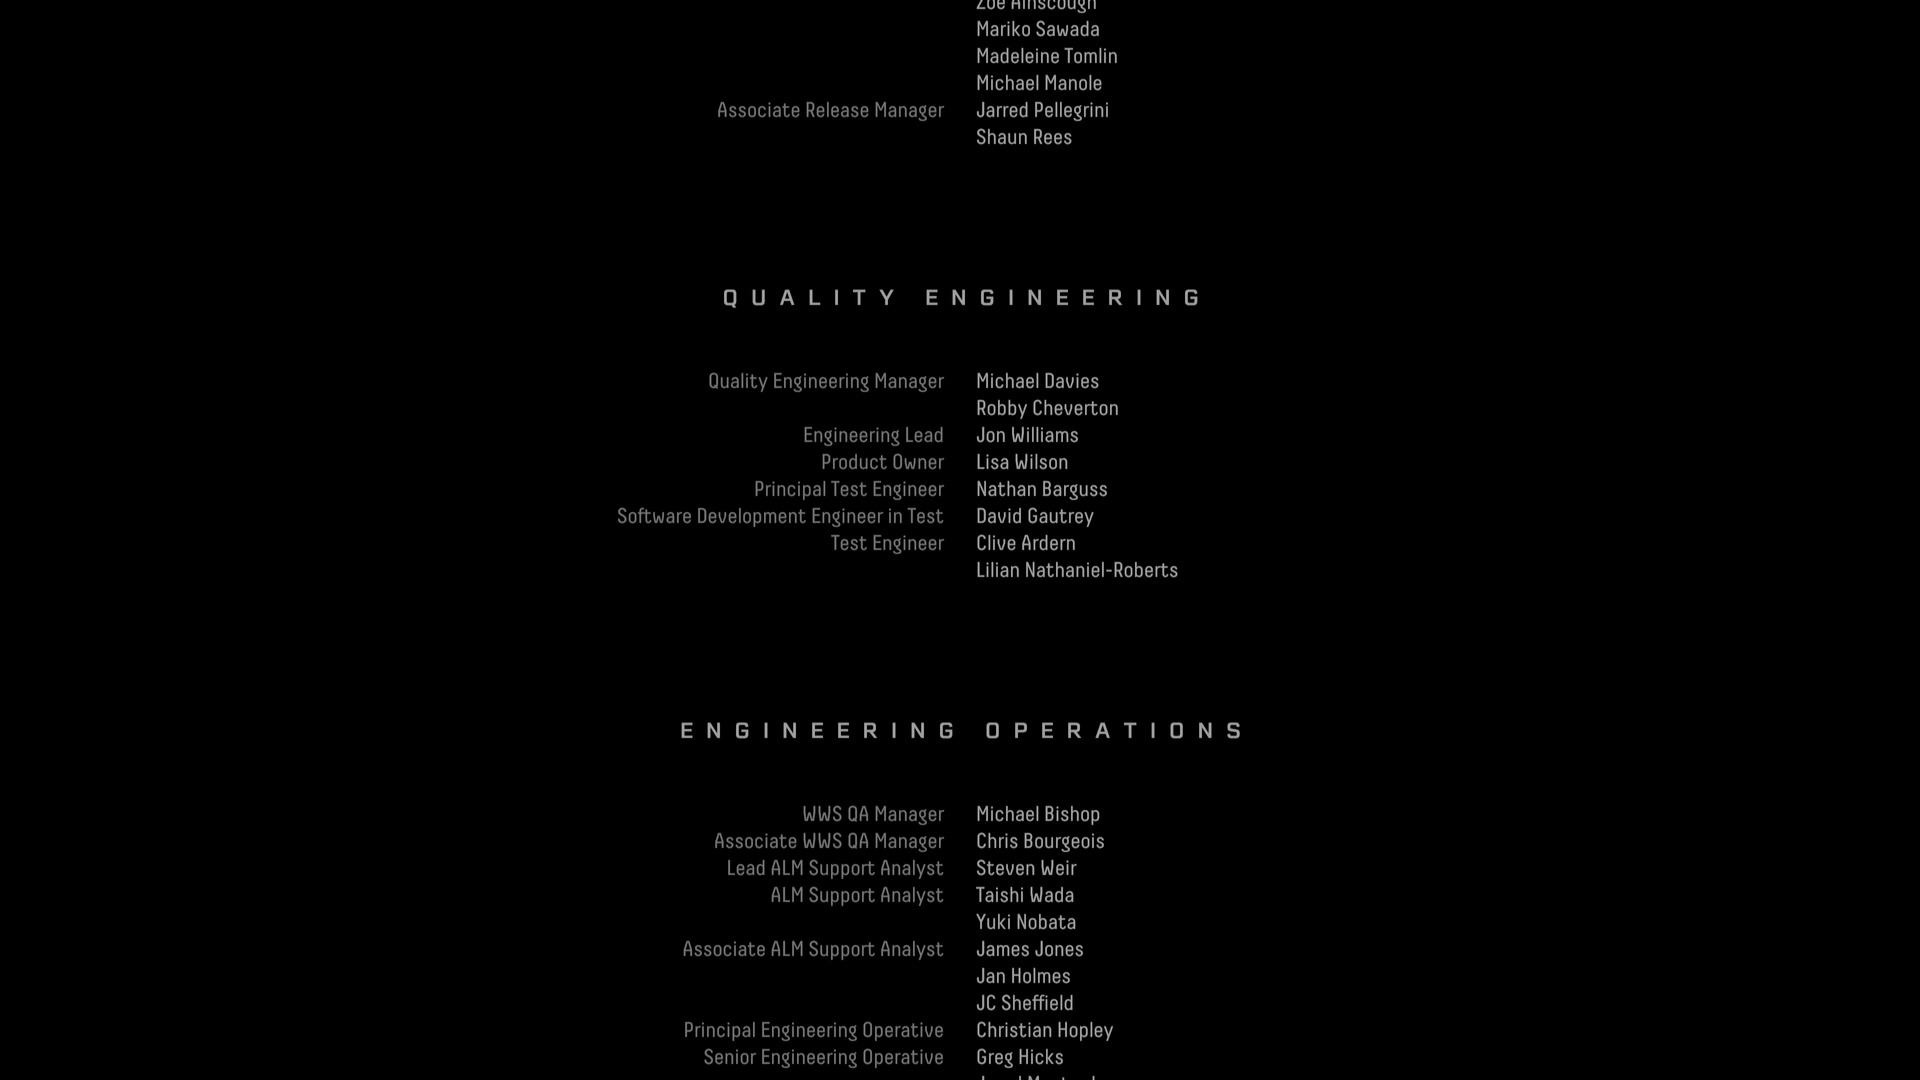 Zoe Ainscough
Mariko Sawada
Madeleine Tomlin
Michael Manole
Associate Release Manager Jarred Pellegrini
Shaun Rees
QUALITY ENGINEERING
Quality Engineering Manager Michael Davies
Robby Cheverton
Engineering Lead Jon Williams
Product Owner Lisa Wilson
Principal Test Engineer Nathan Barguss
Software Development Engineer in Test David Gautrey
Test Engineer Clive Ardern
Lilian Nathaniel-Roberts
ENGINEERING OPERATIONS
WWS QA Manager Michael Bishop
Associate WWS QA Manager Chris Bourgeois
Lead ALM Support Analyst Steven Weir
ALM Support Analyst Taishi Wada
Yuki Nobata
Associate ALM Support Analyst James Jones
Jan Holmes
JC Sheffield
Principal Engineering Operative Christian Hopley
Senior Engineering Operative Greg Hicks